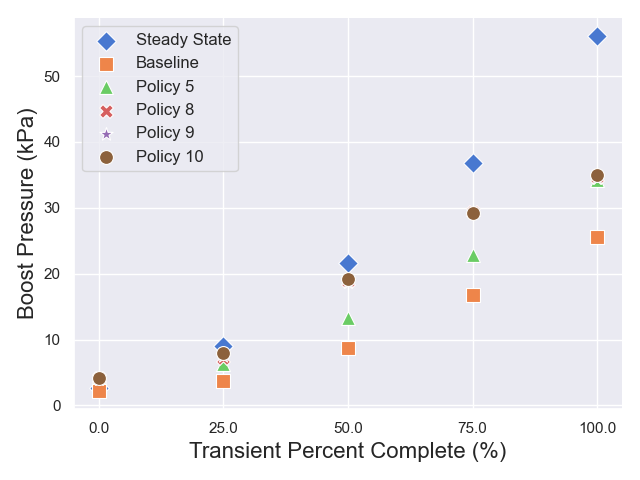 Steady State
Baseline
Policy 5
Policy 8
Policy 9
Policy 10
Boost Pressure (kPa)
50
40
30
20
10
0
0.0 25.0 50.0 75.0 100.0
Transient Percent Complete (%)